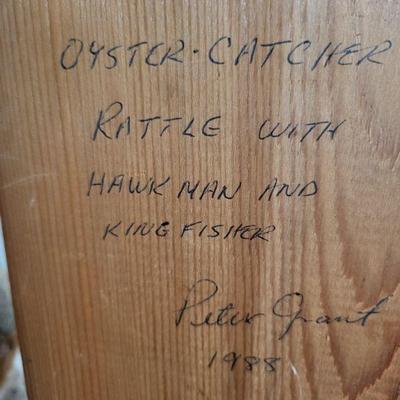 OYSTER-CATCHER
RATTLE WITH
HAWK MAN AND
KINGFISHER
Peter Grant
1988